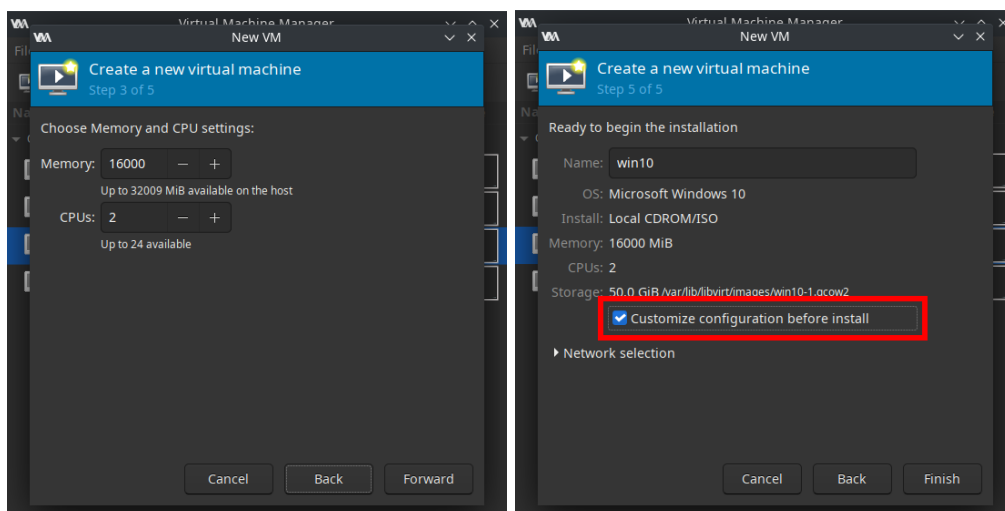 Virtual Machine Manager
New VM
Create a new virtual machine
Step 3 of 5
Choose Memory and CPU settings:
Memory: 16000 − +
Up to 32009 MiB available on the host
CPUs: 2 − +
Up to 24 available
Cancel Back Forward
Virtual Machine Manager
New VM
Create a new virtual machine
Step 5 of 5
Ready to begin the installation
Name: win10
OS: Microsoft Windows 10
Install: Local CDROM/ISO
Memory: 16000 MiB
CPUs: 2
Storage: 50.0 GiB /var/lib/libvirt/images/win10-1.qcow2
Customize configuration before install
Network selection
Cancel Back Finish